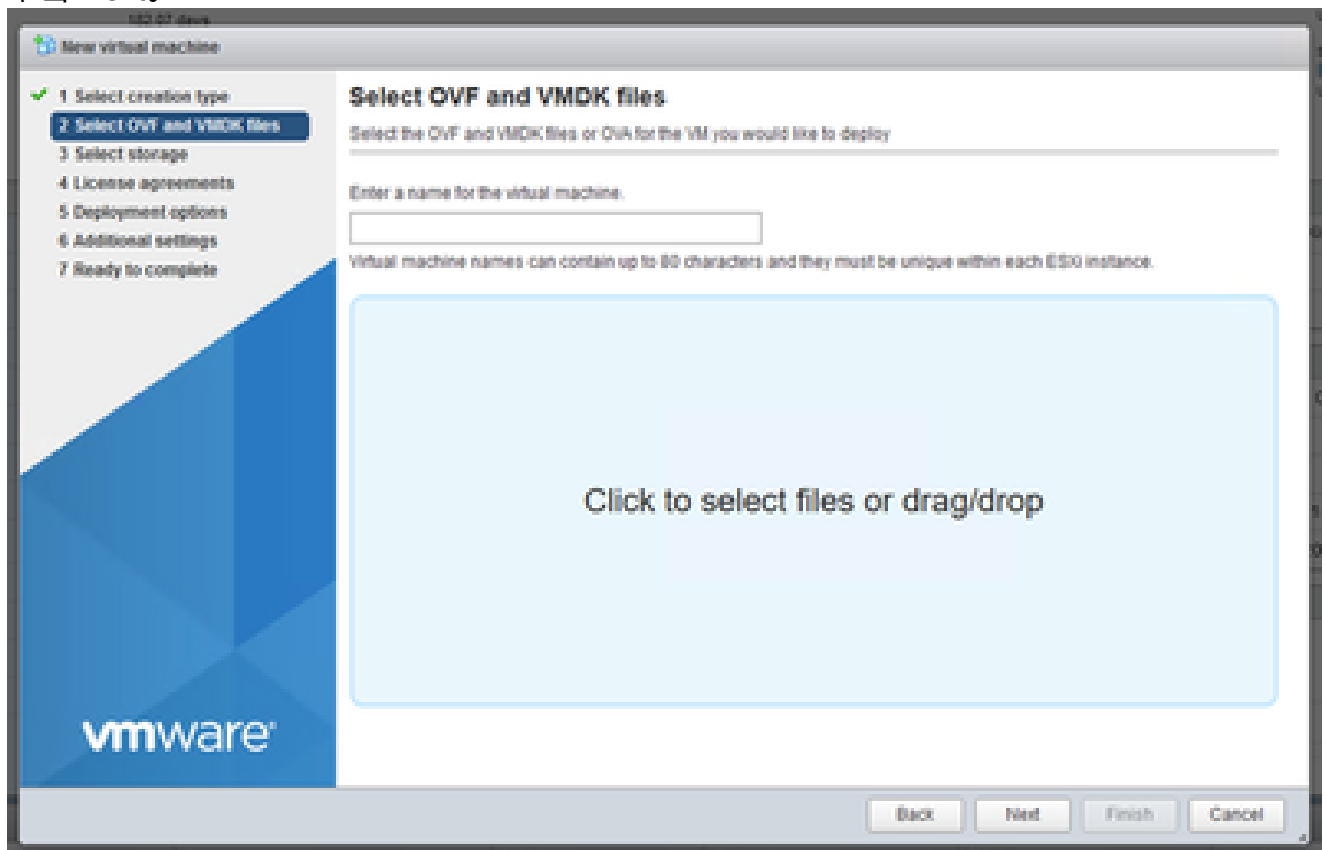 182.07 days
New virtual machine
1 Select creation type
2 Select OVF and VMDK files
3 Select storage
4 License agreements
5 Deployment options
6 Additional settings
7 Ready to complete
vmware
Select OVF and VMDK files
Select the OVF and VMDK files or OVA for the VM you would like to deploy
Enter a name for the virtual machine.
Virtual machine names can contain up to 80 characters and they must be unique within each ESXi instance.
Click to select files or drag/drop
Back
Next
Finish
Cancel